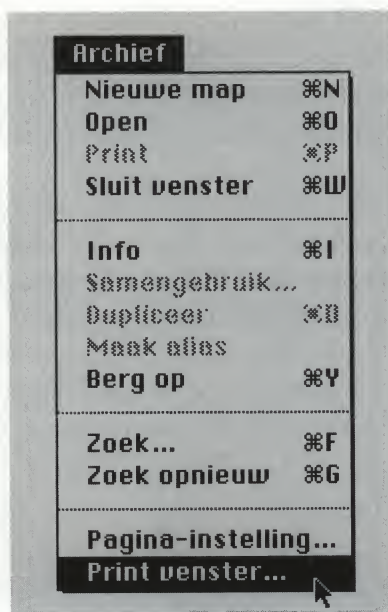 Archief
Nieuwe map ⌘N
Open ⌘O
Print ⌘P
Sluit venster ⌘W
Info ⌘I
Samengebruik...
Dupliceer ⌘D
Maak alias
Berg op ⌘Y
Zoek... ⌘F
Zoek opnieuw ⌘G
Pagina-instelling...
Print venster...